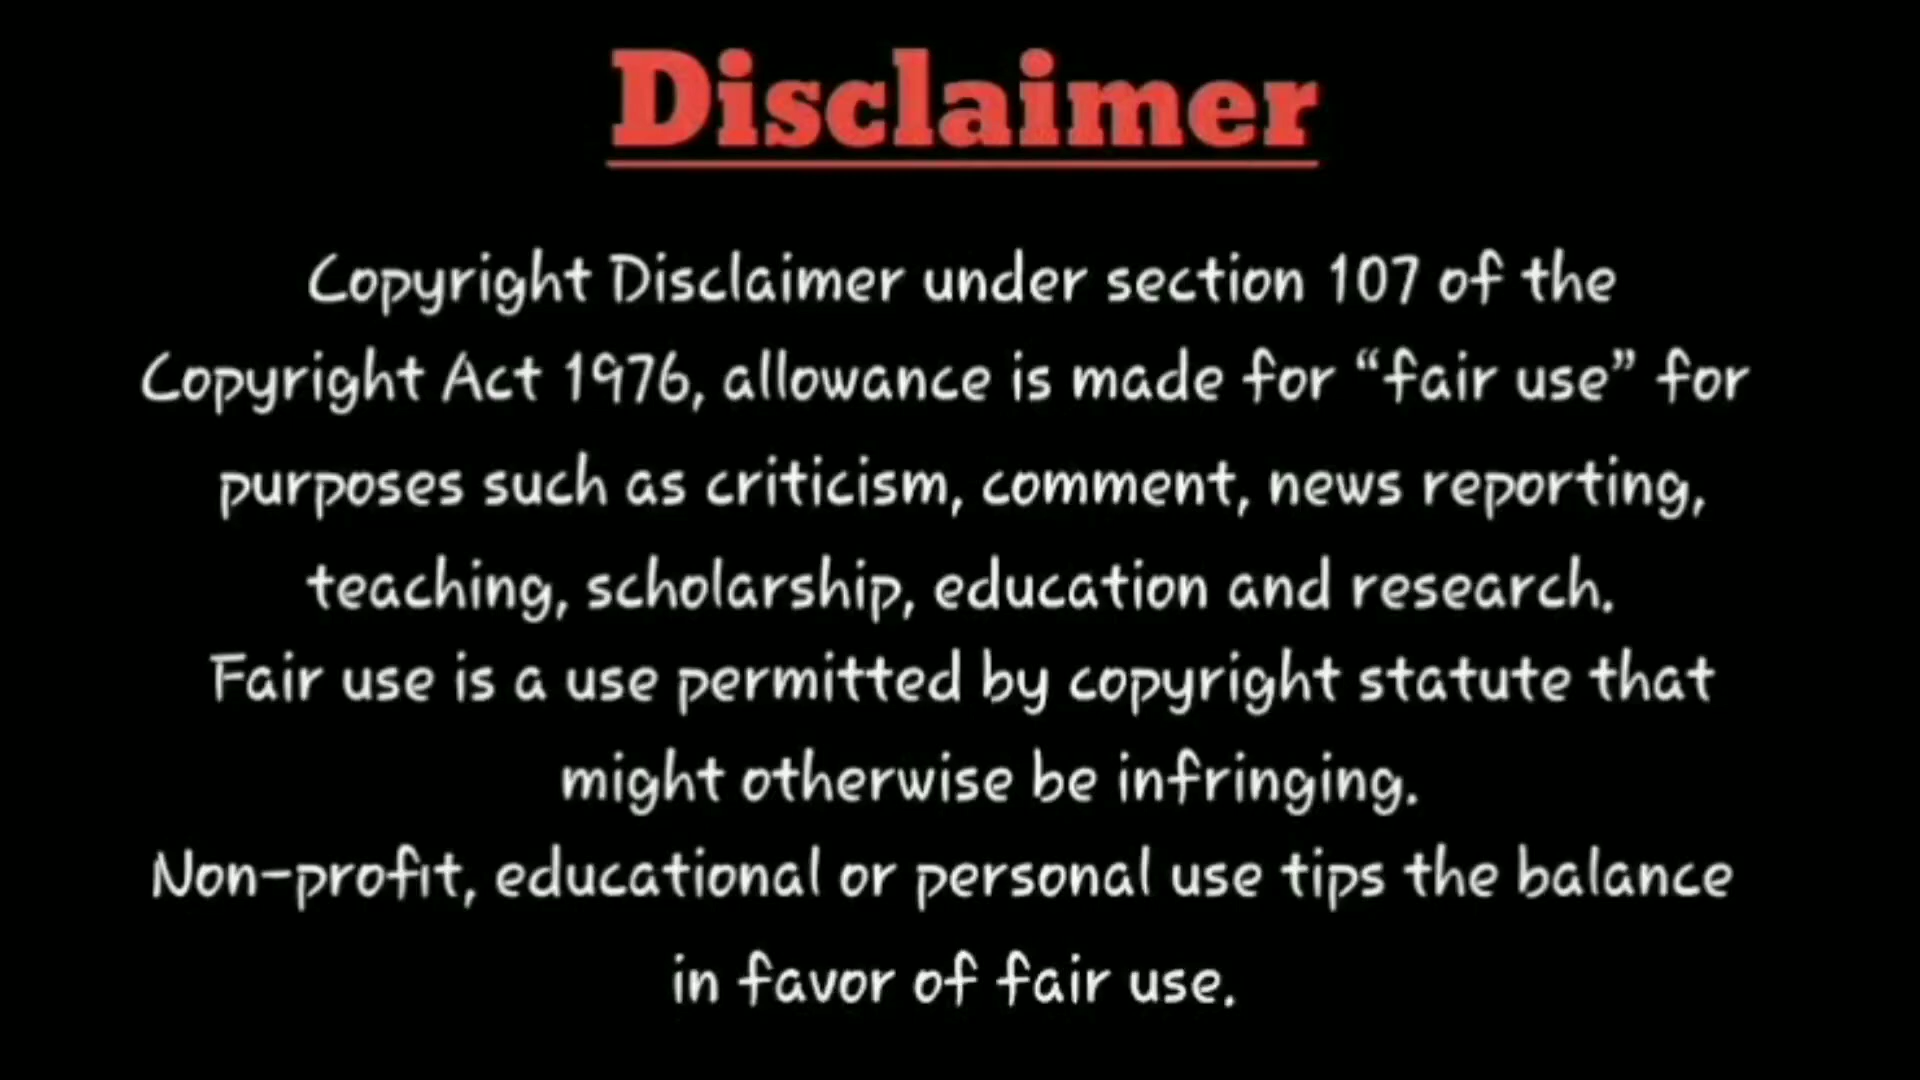 Disclaimer
Copyright Disclaimer under section 107 of the
Copyright Act 1976, allowance is made for “fair use” for
purposes such as criticism, comment, news reporting,
teaching, scholarship, education and research.
Fair use is a use permitted by copyright statute that
might otherwise be infringing.
Non-profit, educational or personal use tips the balance
in favor of fair use.